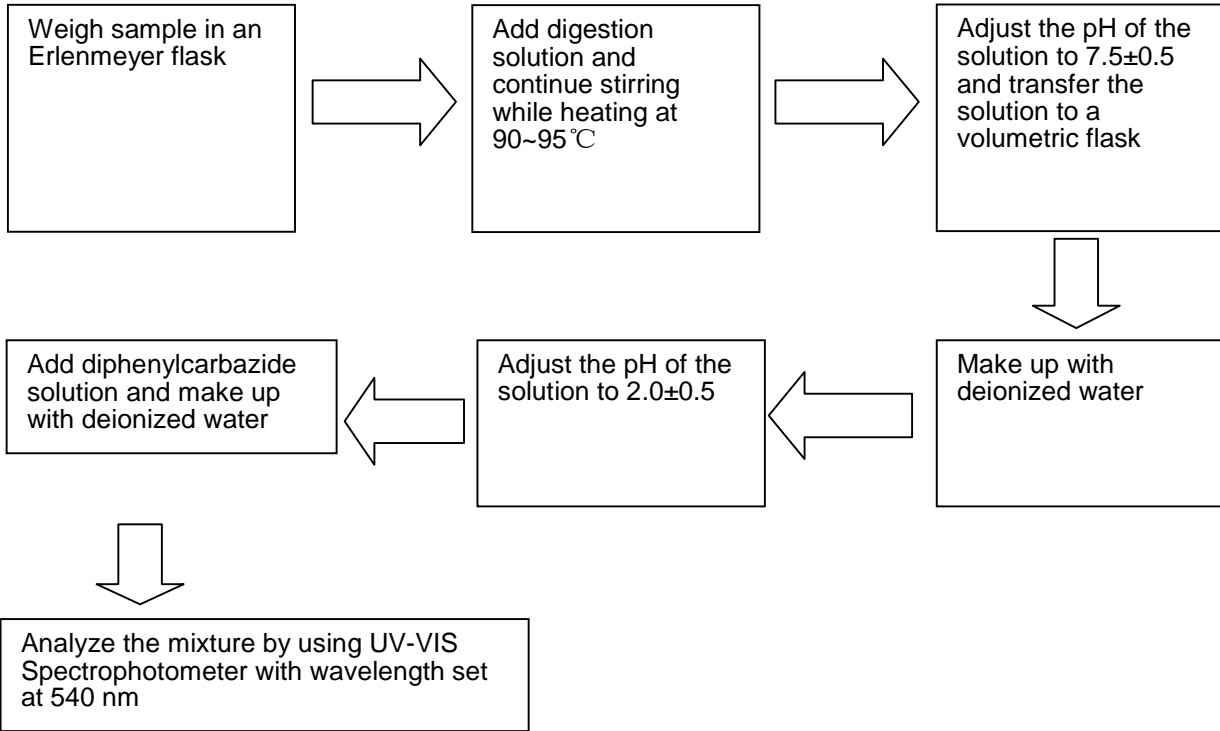 Weigh sample in an
Erlenmeyer flask
Add digestion
solution and
continue stirring
while heating at
90~95℃
Adjust the pH of the
solution to 7.5±0.5
and transfer the
solution to a
volumetric flask
Make up with
deionized water
Adjust the pH of the
solution to 2.0±0.5
Add diphenylcarbazide
solution and make up
with deionized water
Analyze the mixture by using UV-VIS
Spectrophotometer with wavelength set
at 540 nm